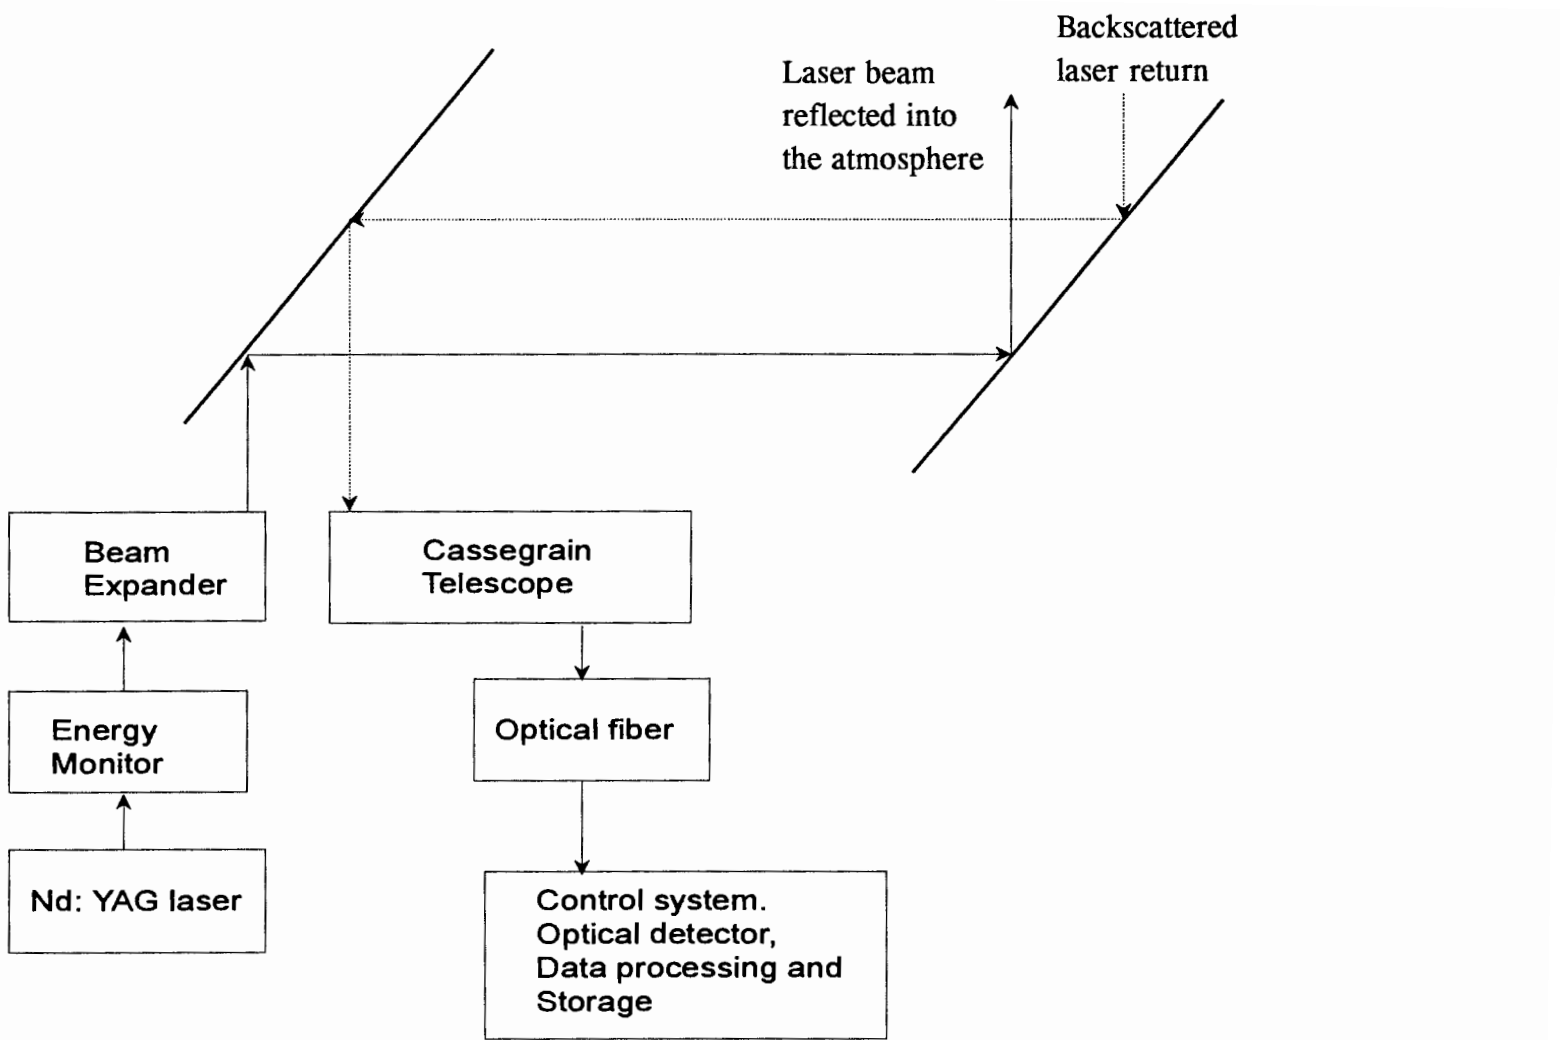 Backscattered
laser return
Laser beam
reflected into
the atmosphere
Beam
Expander
Cassegrain
Telescope
Energy
Monitor
Optical fiber
Nd: YAG laser
Control system.
Optical detector,
Data processing and
Storage